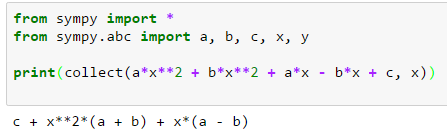 from sympy import *
from sympy.abc import a, b, c, x, y
print(collect(a*x**2 + b*x**2 + a*x - b*x + c, x))
c + x**2*(a + b) + x*(a - b)